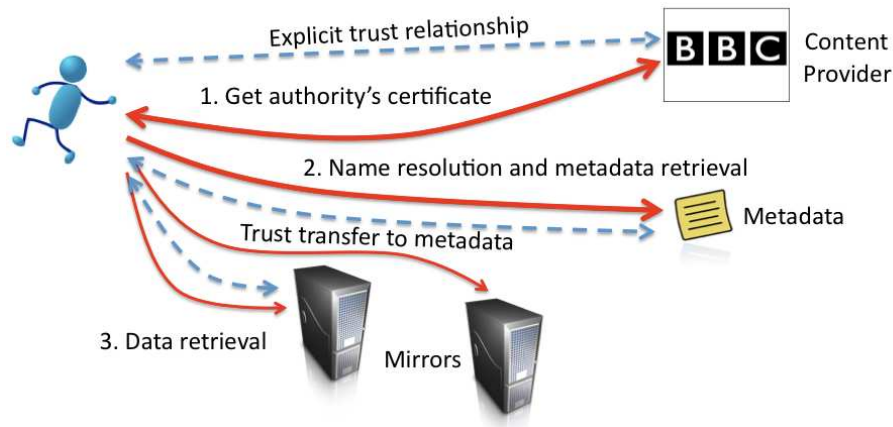 Explicit trust relationship
BBC
Content
Provider
1. Get authority's certificate
2. Name resolution and metadata retrieval
Metadata
Trust transfer to metadata
3. Data retrieval
Mirrors